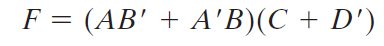 F = (AB' + A'B)(C + D')